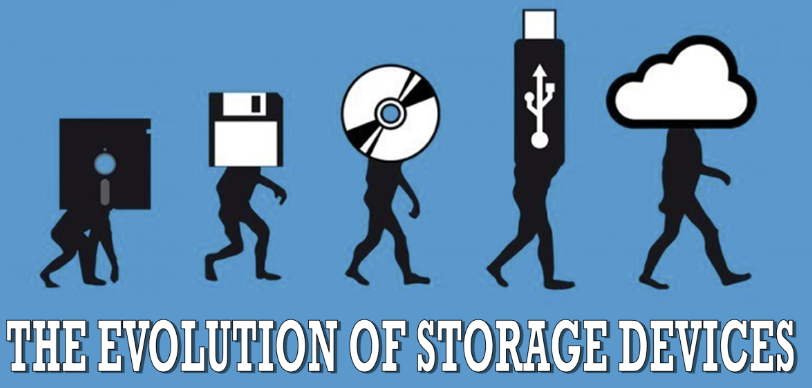 THE EVOLUTION OF STORAGE DEVICES